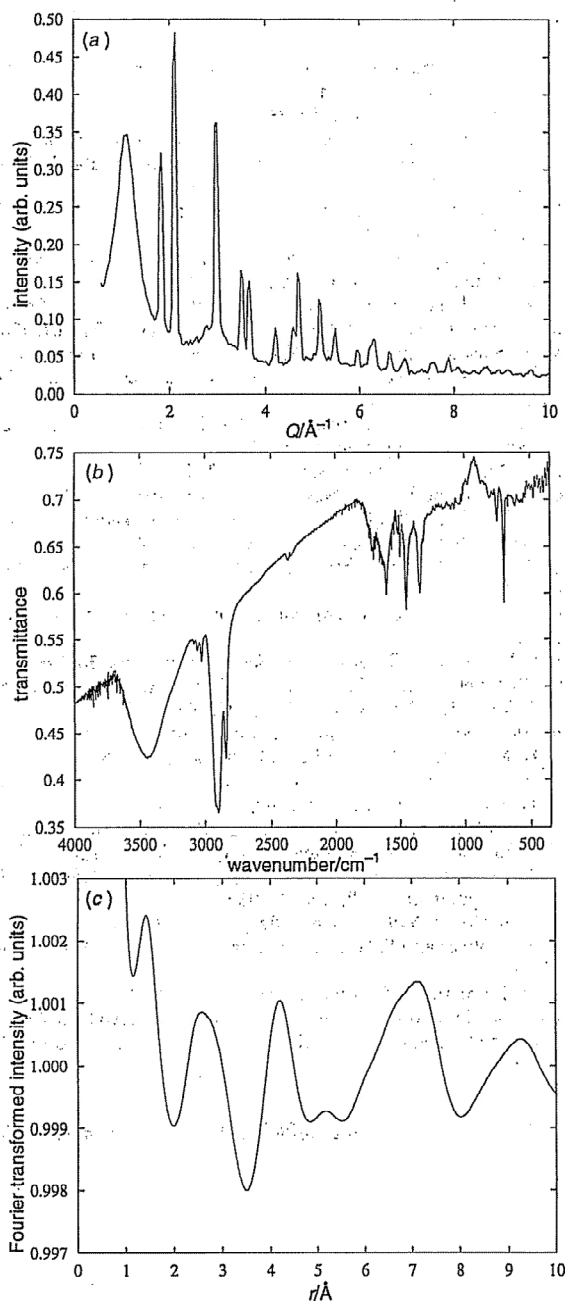 (a)
0.50
0.45
0.40
0.35
0.30
0.25
0.20
0.15
0.10
0.05
0.00
intensity (arb. units)
0 2 4 6 8 10
Q/Å⁻¹
(b)
0.75
0.7
0.65
0.6
0.55
0.5
0.45
0.4
0.35
transmittance
4000 3500 3000 2500 2000 1500 1000 500
wavenumber/cm⁻¹
(c)
1.003
1.002
1.001
1.000
0.999
0.998
0.997
Fourier transformed intensity (arb. units)
0 1 2 3 4 5 6 7 8 9 10
r/Å